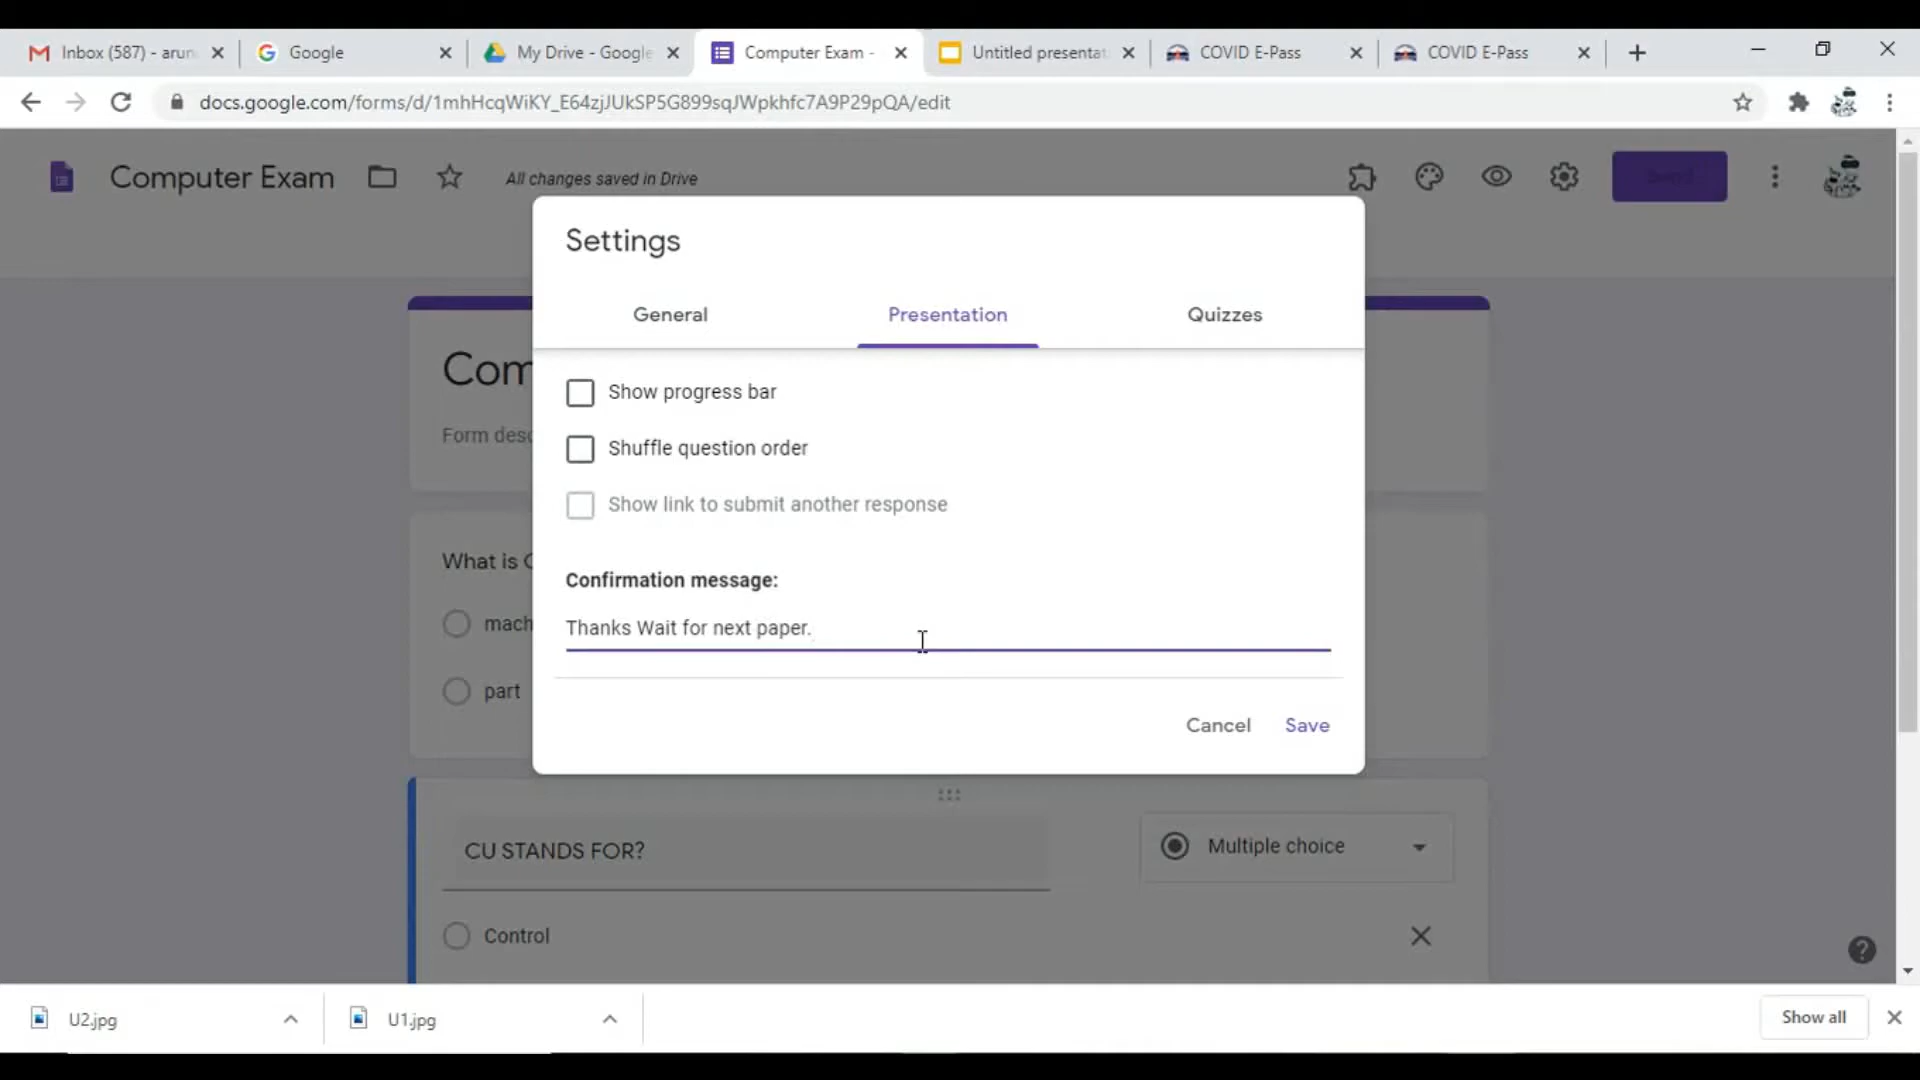 Inbox (587) - arun
Google
My Drive - Google
Computer Exam -
Untitled presentat
COVID E-Pass
COVID E-Pass
docs.google.com/forms/d/1mhHcqWiKY_E64zjJUkSP5G899sqJWpkhfc7A9P29pQA/edit
Computer Exam
All changes saved in Drive
Send
Settings
General
Presentation
Quizzes
Com
Show progress bar
Form desc
Shuffle question order
Show link to submit another response
What is C
Confirmation message:
mach
Thanks Wait for next paper.
part
Cancel
Save
CU STANDS FOR?
Multiple choice
Control
U2.jpg
U1.jpg
Show all